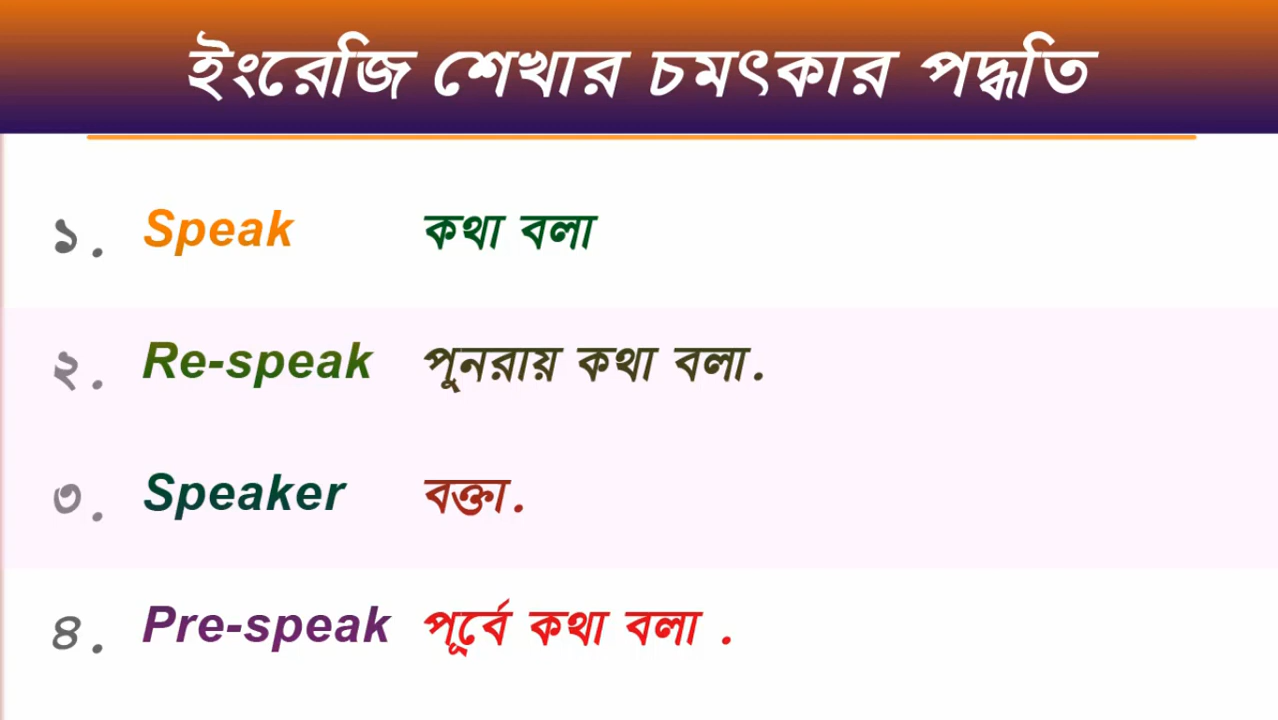 ইংরেজি শেখার চমৎকার পদ্ধতি
১. Speak কথা বলা
২. Re-speak পুনরায় কথা বলা.
৩. Speaker বক্তা.
৪. Pre-speak পূর্বে কথা বলা .